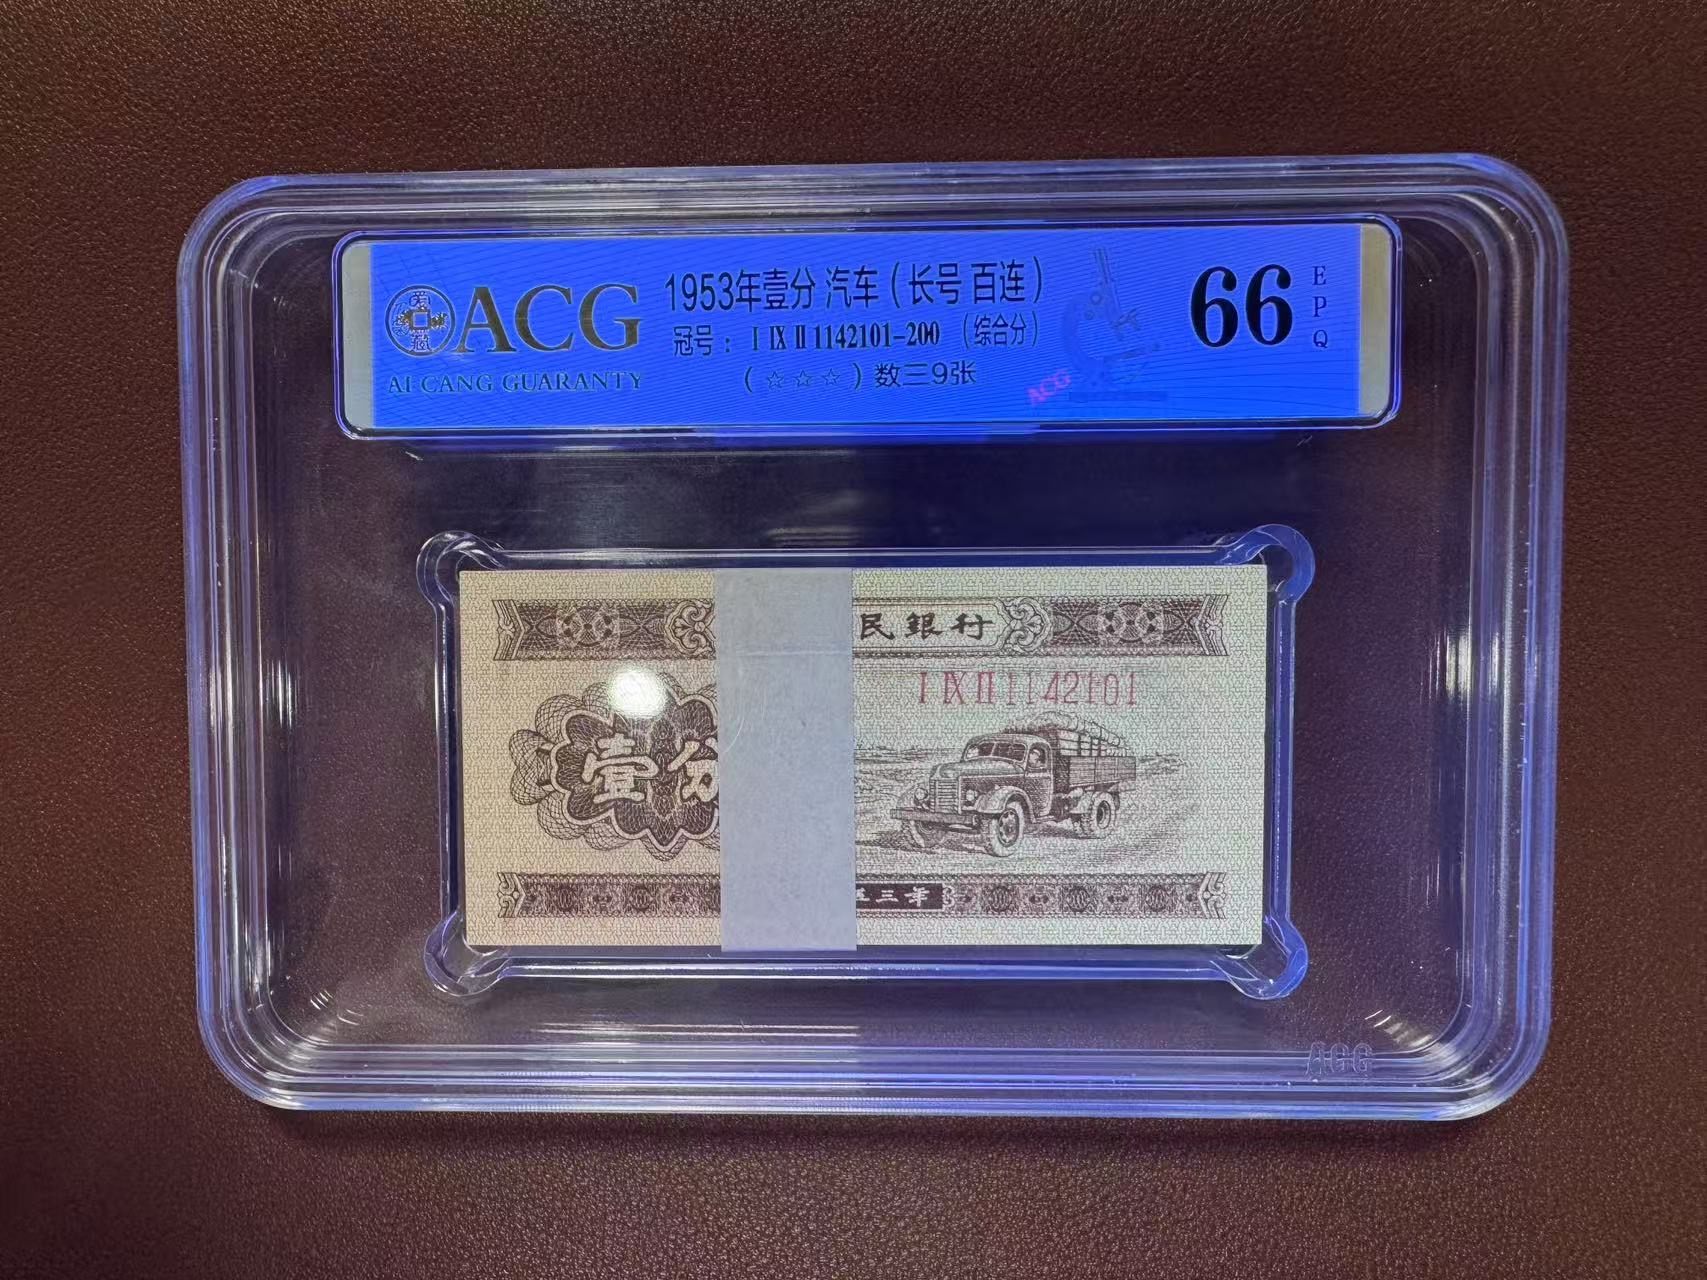 ACG
AI CANG GUARANTY
1953年壹分 汽车（长号 百连）
冠号：I IX II 1142101-200 （综合分）
（☆☆☆）数三9张
ACG
66
EPQ
民銀行
I IX II 1142101
壹分
三年
ACG